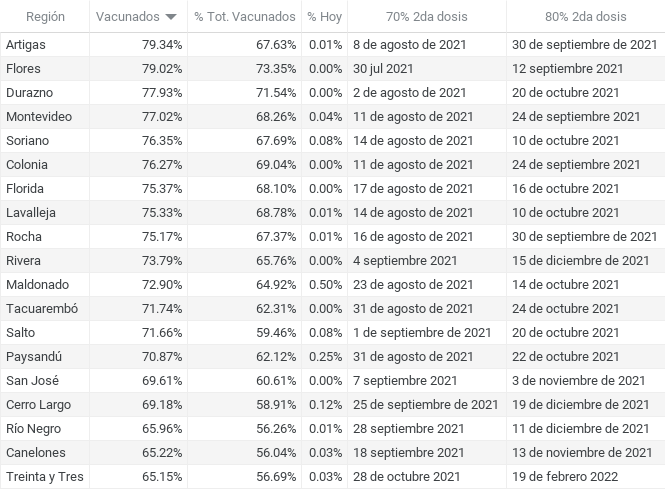 Región Vacunados % Tot. Vacunados % Hoy 70% 2da dosis 80% 2da dosis
Artigas 79.34% 67.63% 0.01% 8 de agosto de 2021 30 de septiembre de 2021
Flores 79.02% 73.35% 0.00% 30 jul 2021 12 septiembre 2021
Durazno 77.93% 71.54% 0.00% 2 de agosto de 2021 20 de octubre 2021
Montevideo 77.02% 68.26% 0.04% 11 de agosto de 2021 24 de septiembre de 2021
Soriano 76.35% 67.69% 0.08% 14 de agosto de 2021 10 de octubre 2021
Colonia 76.27% 69.04% 0.00% 11 de agosto de 2021 24 de septiembre de 2021
Florida 75.37% 68.10% 0.00% 17 de agosto de 2021 16 de octubre 2021
Lavalleja 75.33% 68.78% 0.01% 14 de agosto de 2021 10 de octubre 2021
Rocha 75.17% 67.37% 0.01% 16 de agosto de 2021 30 de septiembre de 2021
Rivera 73.79% 65.76% 0.00% 4 septiembre 2021 15 de diciembre de 2021
Maldonado 72.90% 64.92% 0.50% 23 de agosto de 2021 14 de octubre 2021
Tacuarembó 71.74% 62.31% 0.00% 31 de agosto de 2021 24 de octubre 2021
Salto 71.66% 59.46% 0.08% 1 de septiembre de 2021 20 de octubre 2021
Paysandú 70.87% 62.12% 0.25% 31 de agosto de 2021 22 de octubre 2021
San José 69.61% 60.61% 0.00% 7 septiembre 2021 3 de noviembre de 2021
Cerro Largo 69.18% 58.91% 0.12% 25 de septiembre de 2021 19 de diciembre de 2021
Río Negro 65.96% 56.26% 0.01% 28 septiembre 2021 11 de diciembre de 2021
Canelones 65.22% 56.04% 0.03% 18 septiembre 2021 13 de noviembre de 2021
Treinta y Tres 65.15% 56.69% 0.03% 28 de octubre 2021 19 de febrero 2022